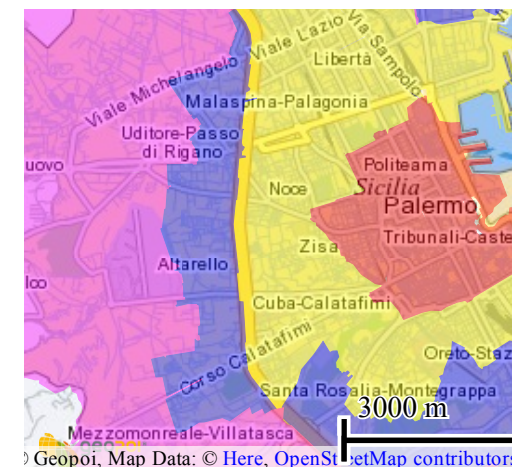 Viale Lazio
Via Sampolo
Libertà
Viale Michelangelo
Malaspina-Palagonia
Uditore-Passo
di Rigano
uovo
Politeama
Noce
Sicilia
Palermo
Tribunali-Caste
Zisa
Altarello
lco
Cuba-Calatafimi
Corso Calatafimi
Oreto-Staz
Santa Rosalia-Montegrappa
3000 m
Mezzomonreale-Villatasca
) Geopoi, Map Data: © Here, OpenStreetMap contributors